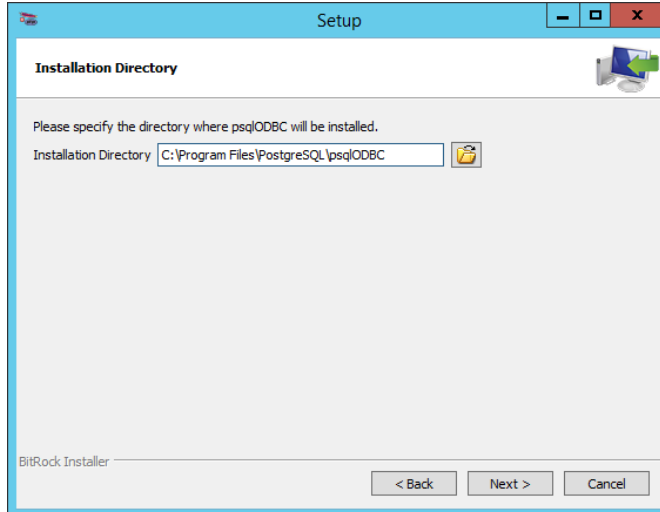 Setup
Installation Directory
Please specify the directory where psqlODBC will be installed.
Installation Directory C:\Program Files\PostgreSQL\psqlODBC
BitRock Installer
< Back Next > Cancel